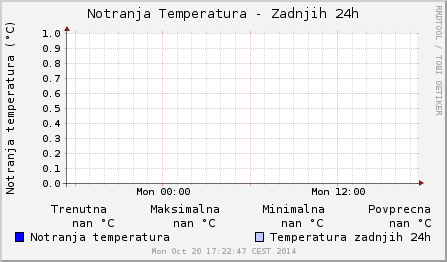 Notranja Temperatura - Zadnjih 24h
RRDTOOL / TOBI OETIKER
Notranja temperatura (°C)
1.0
0.9
0.8
0.7
0.6
0.5
0.4
0.3
0.2
0.1
0.0
Mon 00:00 Mon 12:00
Trenutna Maksimalna Minimalna Povprecna
nan °C nan °C nan °C nan °C
Notranja temperatura Temperatura zadnjih 24h
Mon Oct 20 17:22:47 CEST 2014